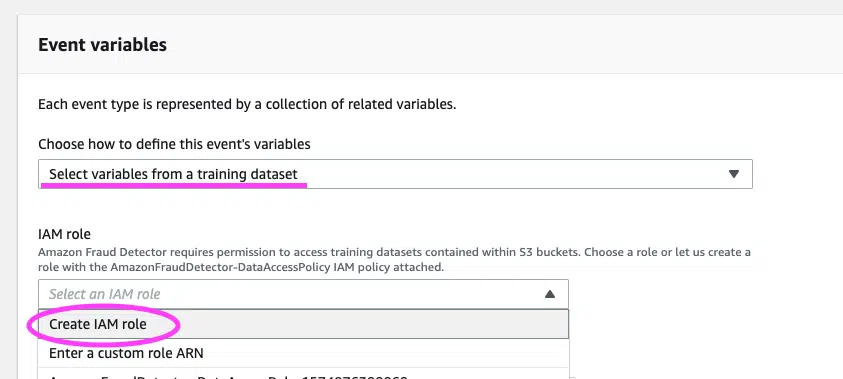 Event variables
Each event type is represented by a collection of related variables.
Choose how to define this event's variables
Select variables from a training dataset
IAM role
Amazon Fraud Detector requires permission to access training datasets contained within S3 buckets. Choose a role or let us create a
role with the AmazonFraudDetector-DataAccessPolicy IAM policy attached.
Select an IAM role
Create IAM role
Enter a custom role ARN